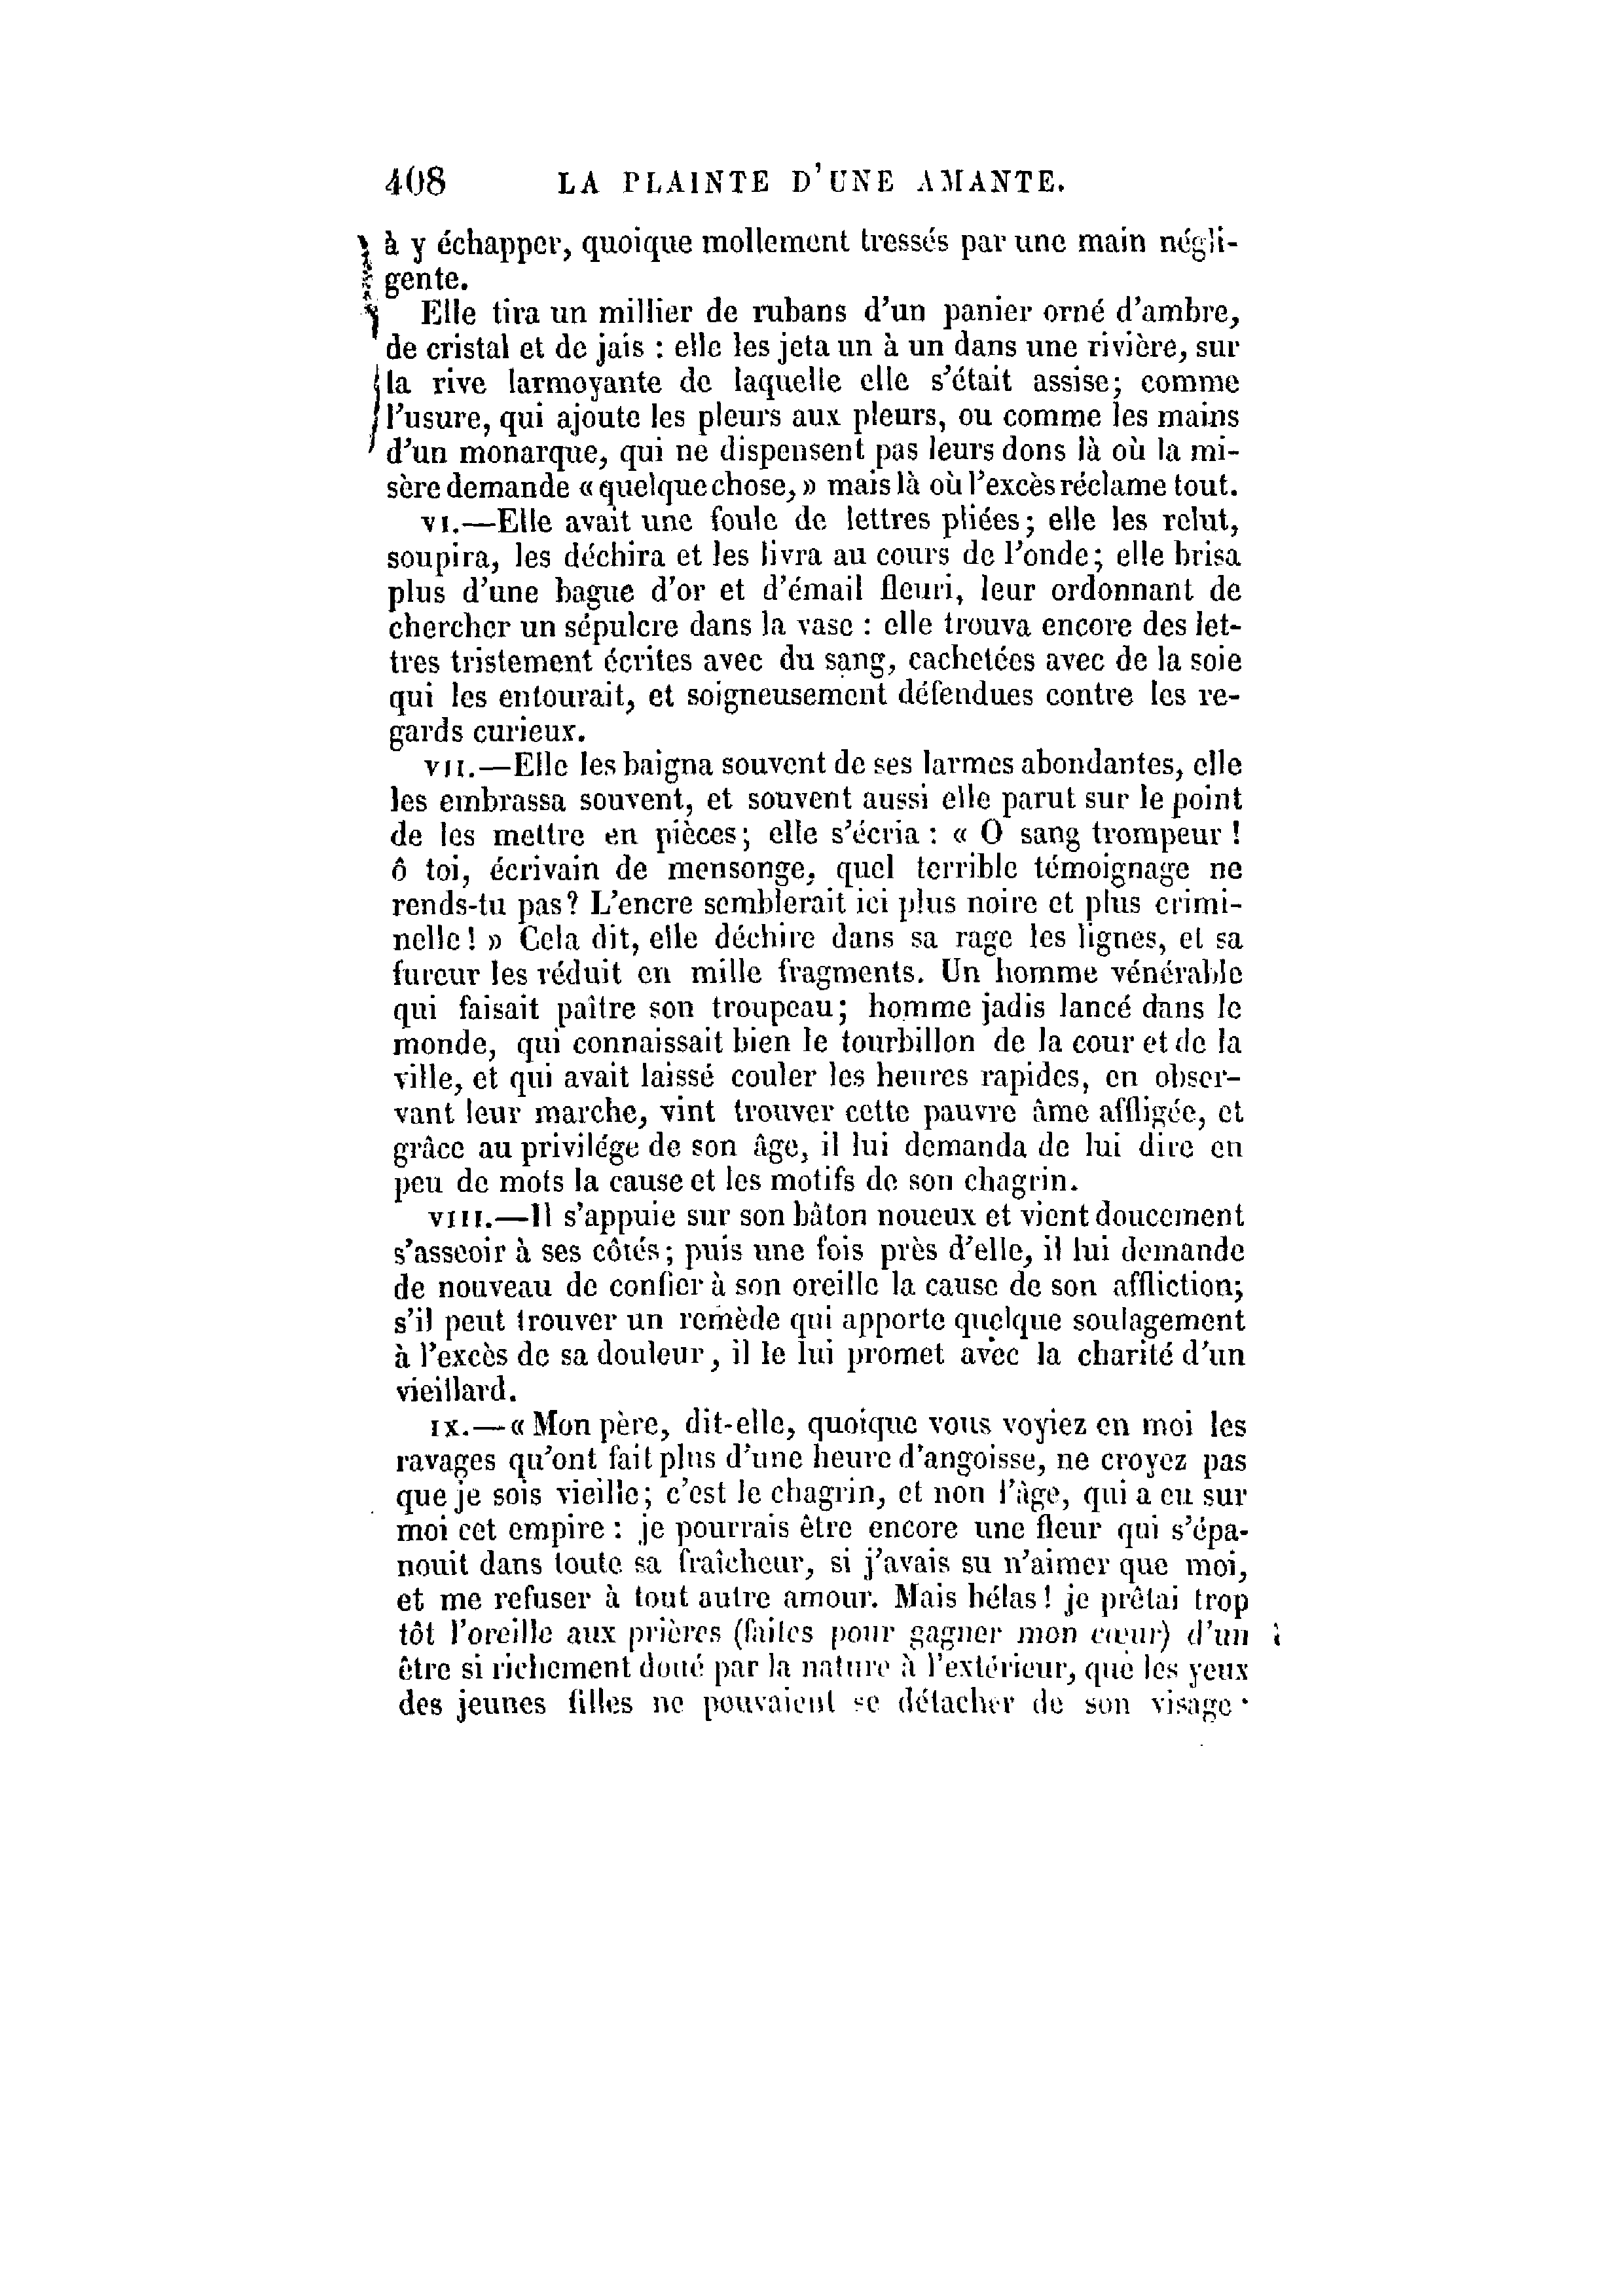 408 LA PLAINTE D'UNE AMANTE.
à y échapper, quoique mollement tressés par une main négli-
gente.
Elle tira un millier de rubans d'un panier orné d'ambre,
de cristal et de jais : elle les jeta un à un dans une rivière, sur
la rive larmoyante de laquelle elle s'était assise; comme
l'usure, qui ajoute les pleurs aux pleurs, ou comme les mains
d'un monarque, qui ne dispensent pas leurs dons là où la mi-
sère demande « quelque chose, » mais là où l'excès réclame tout.
VI.—Elle avait une foule de lettres pliées; elle les relut,
soupira, les déchira et les livra au cours de l'onde; elle brisa
plus d'une bague d'or et d'émail fleuri, leur ordonnant de
chercher un sépulcre dans la vase : elle trouva encore des let-
tres tristement écrites avec du sang, cachetées avec de la soie
qui les entourait, et soigneusement défendues contre les re-
gards curieux.
VII.—Elle les baigna souvent de ses larmes abondantes, elle
les embrassa souvent, et souvent aussi elle parut sur le point
de les mettre en pièces; elle s'écria : « O sang trompeur !
ô toi, écrivain de mensonge, quel terrible témoignage ne
rends-tu pas? L'encre semblerait ici plus noire et plus crimi-
nelle! » Cela dit, elle déchire dans sa rage les lignes, et sa
fureur les réduit en mille fragments. Un homme vénérable
qui faisait paître son troupeau; homme jadis lancé dans le
monde, qui connaissait bien le tourbillon de la cour et de la
ville, et qui avait laissé couler les heures rapides, en obser-
vant leur marche, vint trouver cette pauvre âme affligée, et
grâce au privilége de son âge, il lui demanda de lui dire en
peu de mots la cause et les motifs de son chagrin.
VIII.—Il s'appuie sur son bâton noueux et vient doucement
s'asseoir à ses côtés; puis une fois près d'elle, il lui demande
de nouveau de confier à son oreille la cause de son affliction;
s'il peut trouver un remède qui apporte quelque soulagement
à l'excès de sa douleur, il le lui promet avec la charité d'un
vieillard.
IX.—« Mon père, dit-elle, quoique vous voyiez en moi les
ravages qu'ont fait plus d'une heure d'angoisse, ne croyez pas
que je sois vieille; c'est le chagrin, et non l'âge, qui a eu sur
moi cet empire : je pourrais être encore une fleur qui s'épa-
nouit dans toute sa fraîcheur, si j'avais su n'aimer que moi,
et me refuser à tout autre amour. Mais hélas! je prêtai trop
tôt l'oreille aux prières (faites pour gagner mon cœur) d'un
être si richement doué par la nature à l'extérieur, que les yeux
des jeunes filles ne pouvaient se détacher de son visage